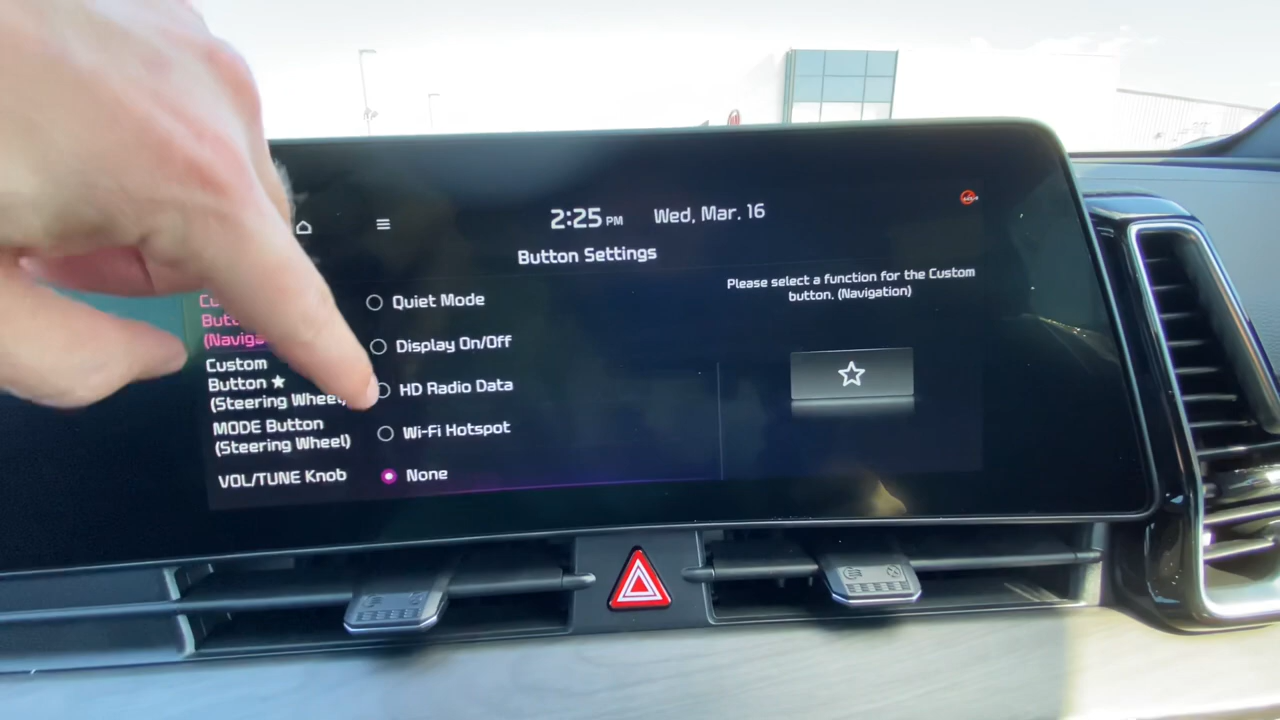 2:25 PM Wed, Mar. 16
Button Settings
(Naviga
Custom
Button ★
(Steering Wheel)
MODE Button
(Steering Wheel)
VOL/TUNE Knob
Quiet Mode
Display On/Off
HD Radio Data
Wi-Fi Hotspot
None
Please select a function for the Custom
button. (Navigation)